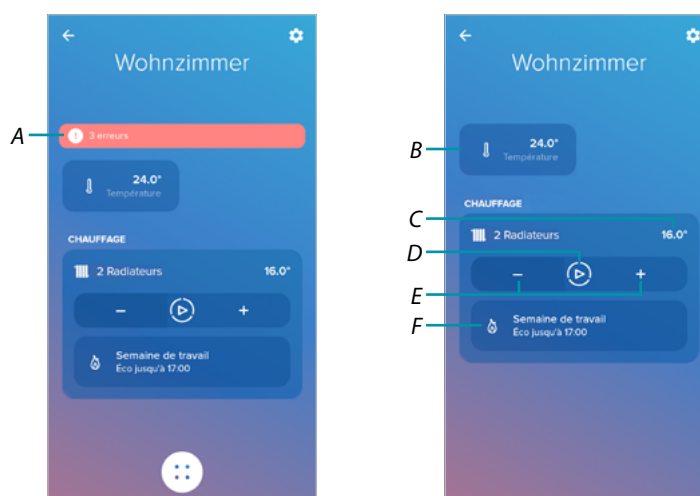 Wohnzimmer
A
3 erreurs
24.0°
Température
CHAUFFAGE
2 Radiateurs 16.0°
− +
Semaine de travail
Éco jusqu'à 17:00
Wohnzimmer
B
24.0°
Température
CHAUFFAGE
C
2 Radiateurs 16.0°
D
− +
E
F
Semaine de travail
Éco jusqu'à 17:00